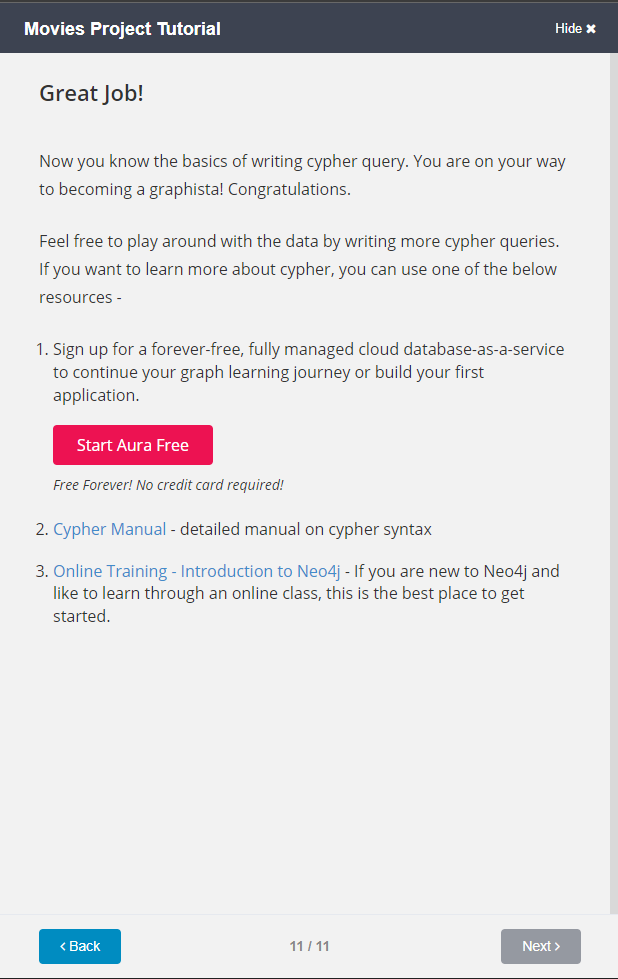 Movies Project Tutorial
Hide ✖
Great Job!
Now you know the basics of writing cypher query. You are on your way
to becoming a graphista! Congratulations.
Feel free to play around with the data by writing more cypher queries.
If you want to learn more about cypher, you can use one of the below
resources -
1. Sign up for a forever-free, fully managed cloud database-as-a-service
to continue your graph learning journey or build your first
application.
Start Aura Free
Free Forever! No credit card required!
2. Cypher Manual - detailed manual on cypher syntax
3. Online Training - Introduction to Neo4j - If you are new to Neo4j and
like to learn through an online class, this is the best place to get
started.
‹ Back
11 / 11
Next ›